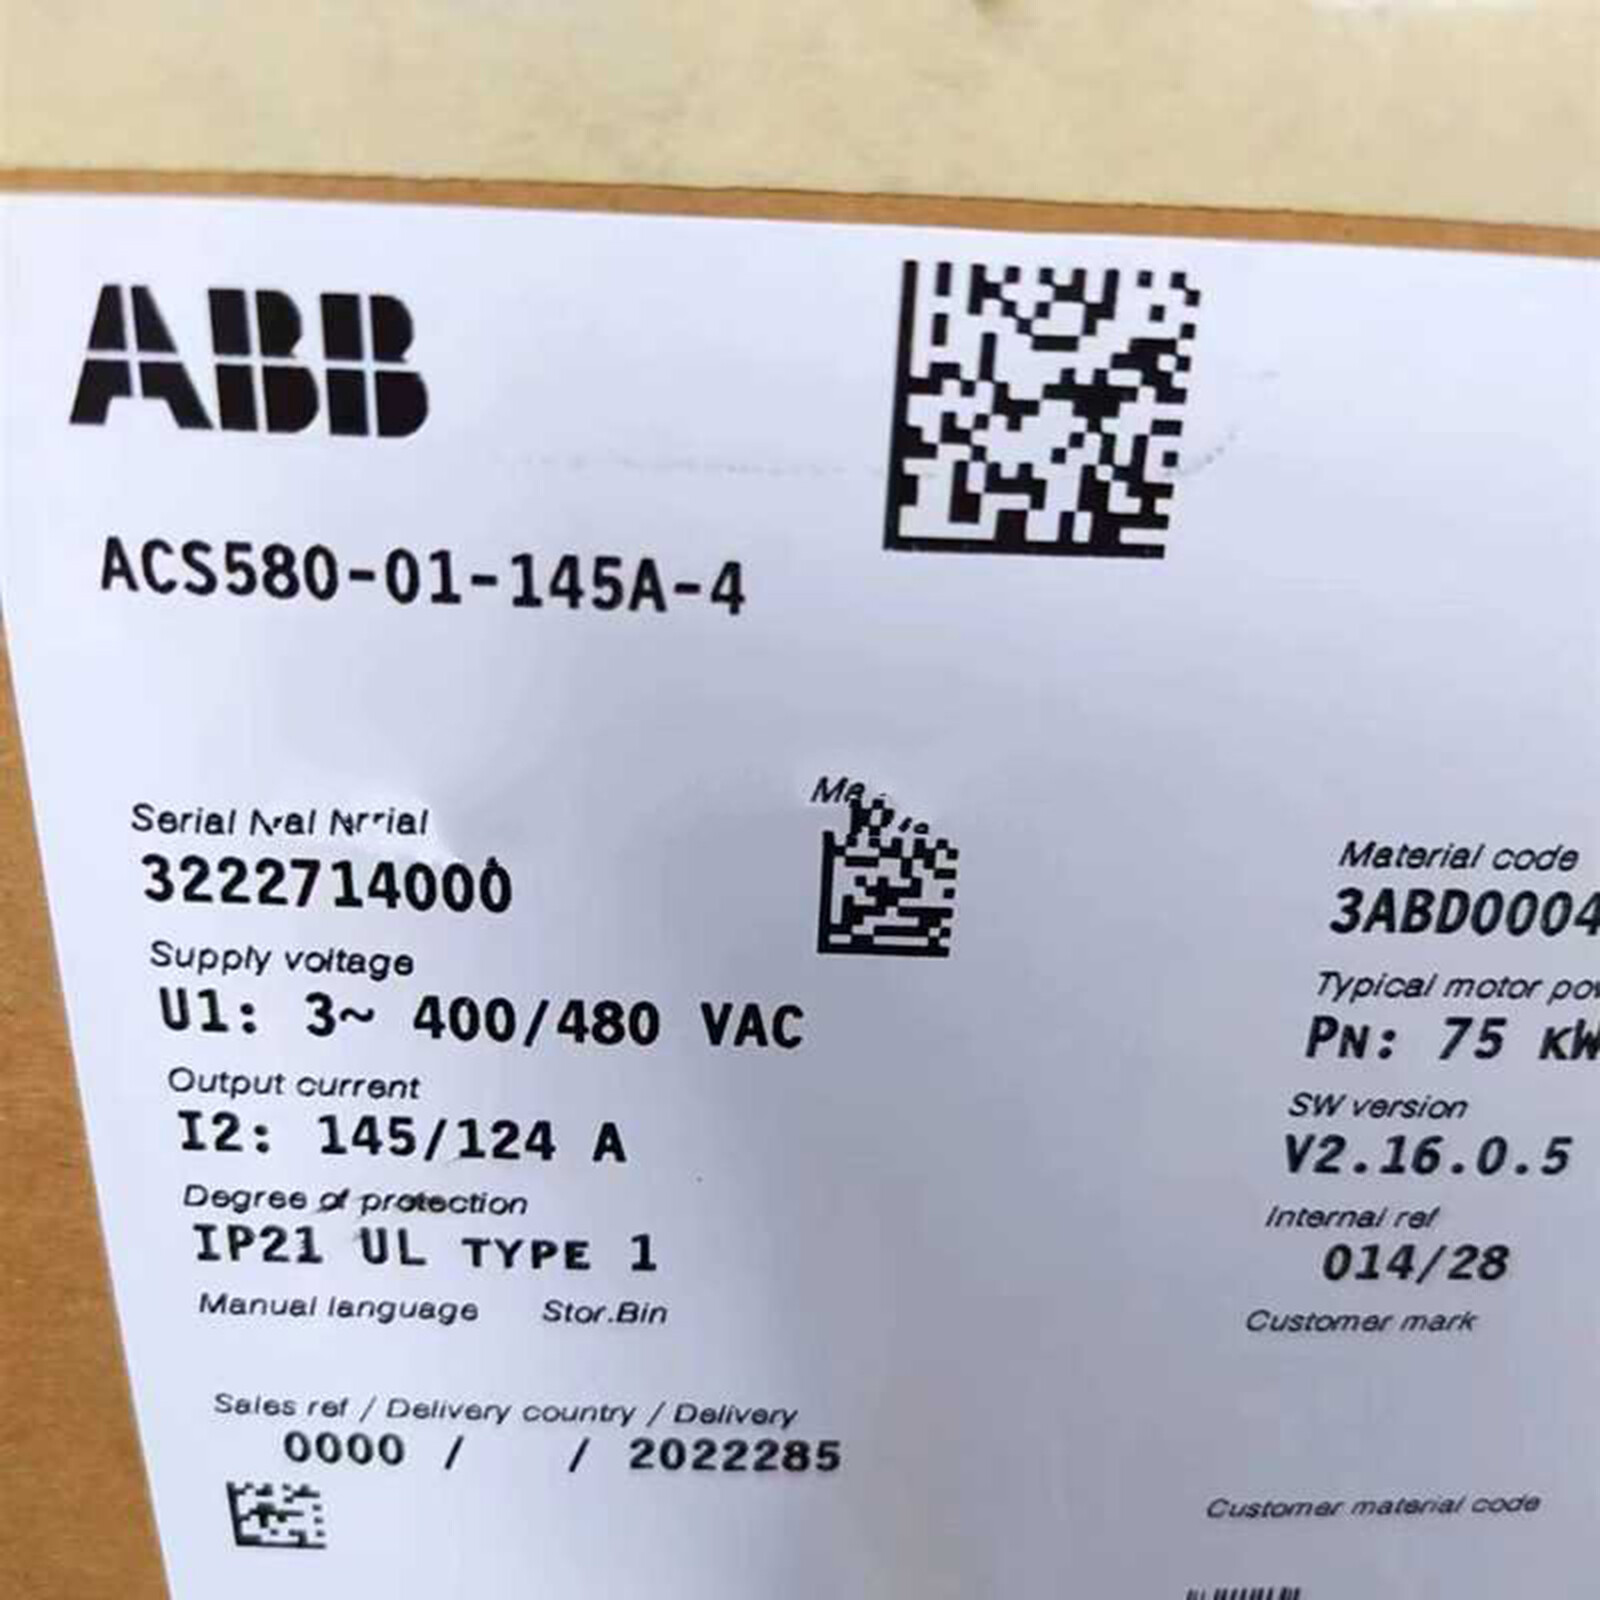 ABB
ACS580-01-145A-4
Serial
3222714000
Material code
3ABD0004
Supply voltage
U1: 3~ 400/480 VAC
Typical motor
PN: 75 kW
Output current
I2: 145/124 A
SW version
V2.16.0.5
Degree of protection
IP21 UL TYPE 1
Internal ref
014/28
Manual language Stor.Bin
Customer mark
Sales ref / Delivery country / Delivery
0000 / / 2022285
Customer material code